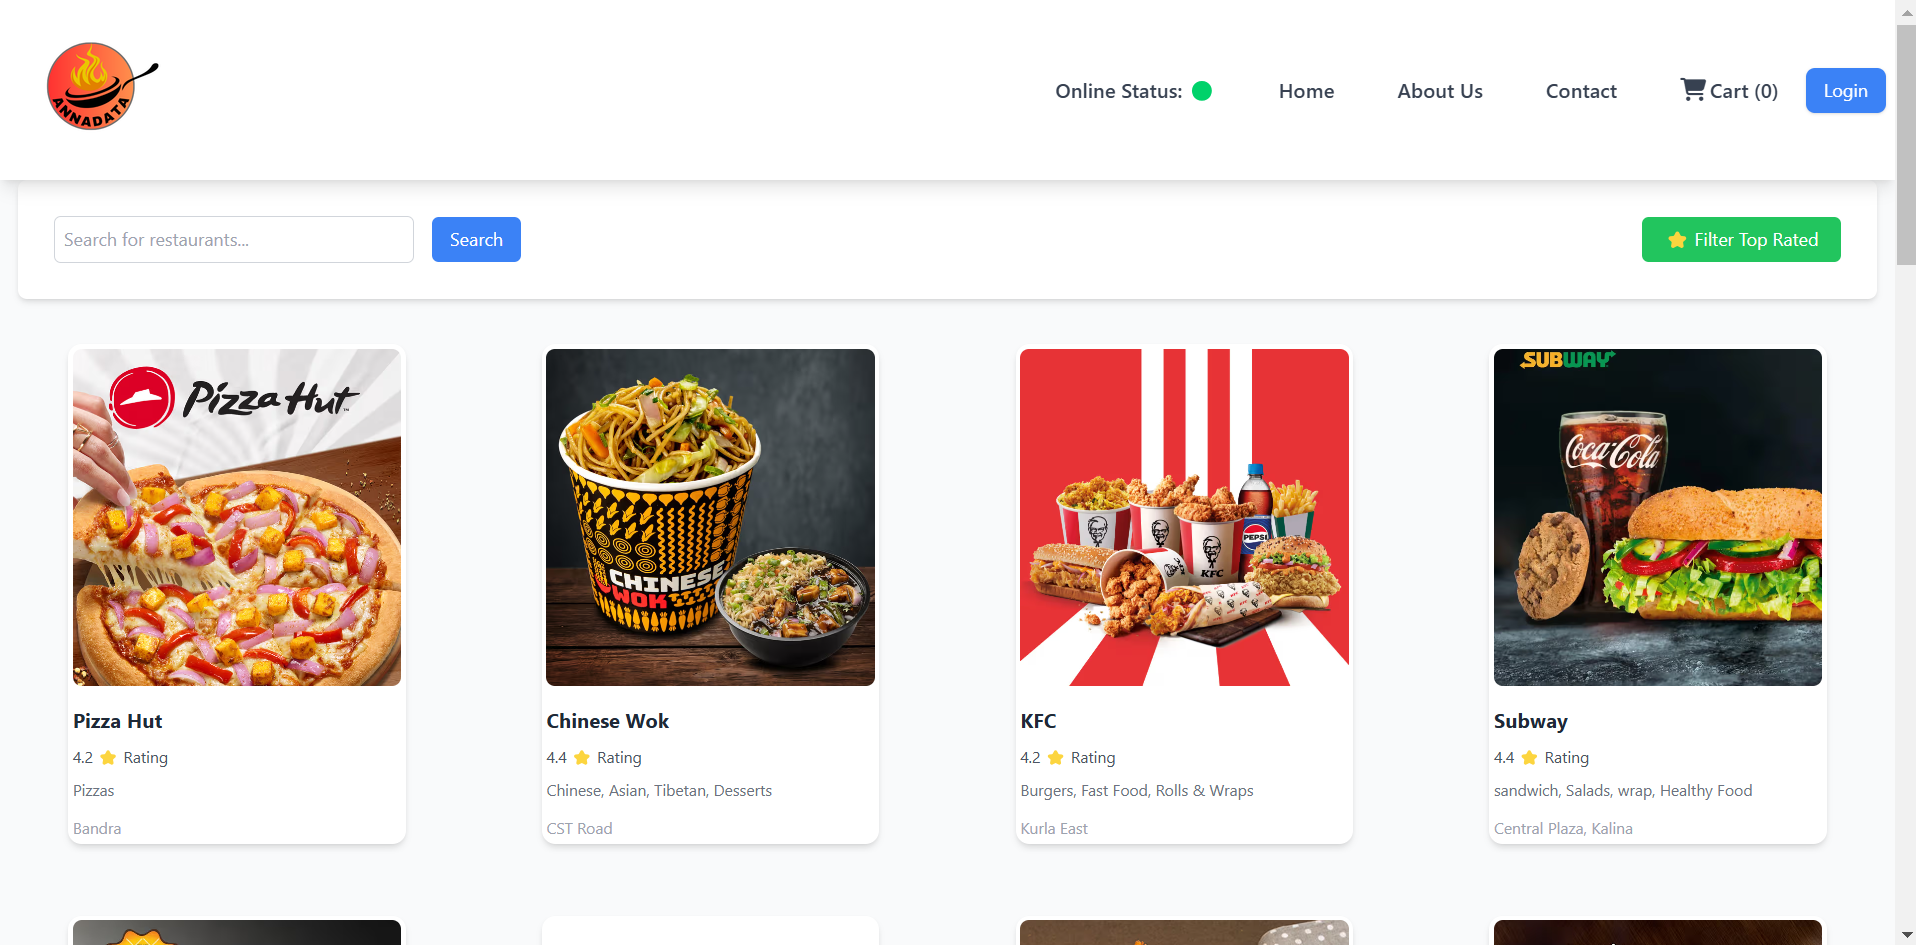 ANNADATA
Online Status:
Home
About Us
Contact
Cart (0)
Login
Search for restaurants...
Search
Filter Top Rated
Pizza Hut
CHINESE
WOK
PEPSI
KFC
SUBWAY
Coca-Cola
Pizza Hut
4.2 Rating
Pizzas
Bandra
Chinese Wok
4.4 Rating
Chinese, Asian, Tibetan, Desserts
CST Road
KFC
4.2 Rating
Burgers, Fast Food, Rolls & Wraps
Kurla East
Subway
4.4 Rating
sandwich, Salads, wrap, Healthy Food
Central Plaza, Kalina